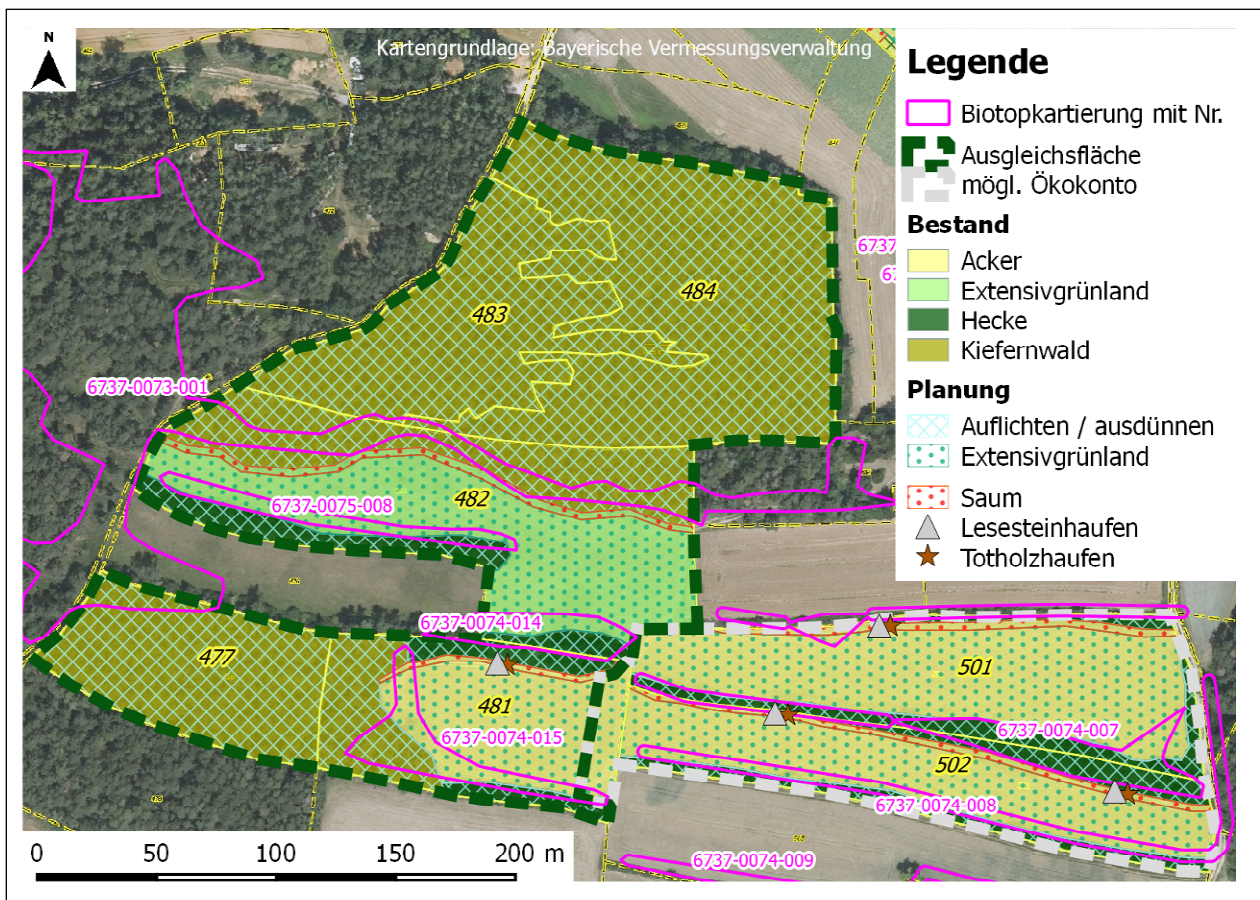 N
Kartengrundlage: Bayerische Vermessungsverwaltung
Legende
Biotopkartierung mit Nr.
Ausgleichsfläche
mögl. Ökokonto
Bestand
Acker
Extensivgrünland
Hecke
Kiefernwald
Planung
Auflichten / ausdünnen
Extensivgrünland
Saum
Lesesteinhaufen
Totholzhaufen
484
483
6737
6737-0073-001
482
6737-0075-008
6737-0074-014
477
501
481
6737-0074-015
6737-0074-007
502
6737-0074-008
6737-0074-009
0 50 100 150 200 m